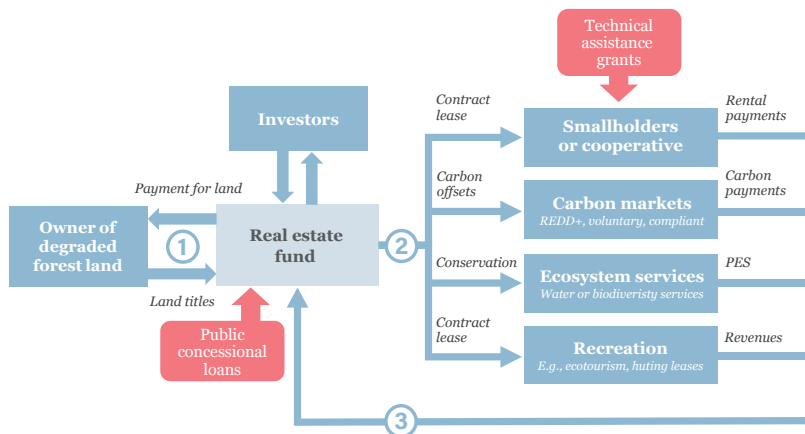 Technical
assistance
grants
Investors
Contract
lease
Smallholders
or cooperative
Rental
payments
Payment for land
Carbon
offsets
Carbon markets
REDD+, voluntary, compliant
Carbon
payments
Owner of
degraded
forest land
1
Real estate
fund
2
Conservation
Ecosystem services
Water or biodiveristy services
PES
Land titles
Public
concessional
loans
Contract
lease
Recreation
E.g., ecotourism, huting leases
Revenues
3